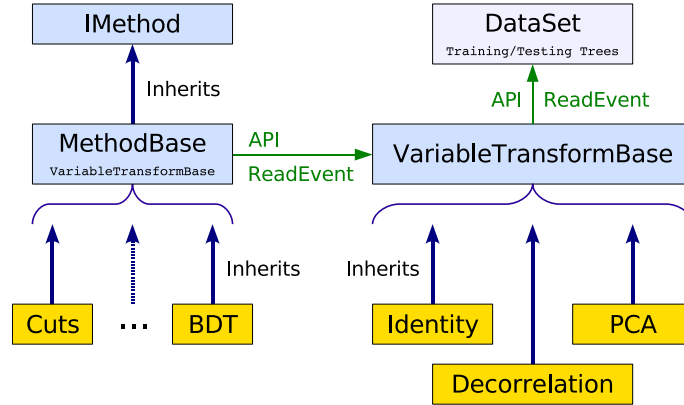 IMethod
DataSet
Training/Testing Trees
Inherits
API ReadEvent
MethodBase
VariableTransformBase
API
ReadEvent
VariableTransformBase
Inherits
Inherits
Cuts
...
BDT
Identity
PCA
Decorrelation